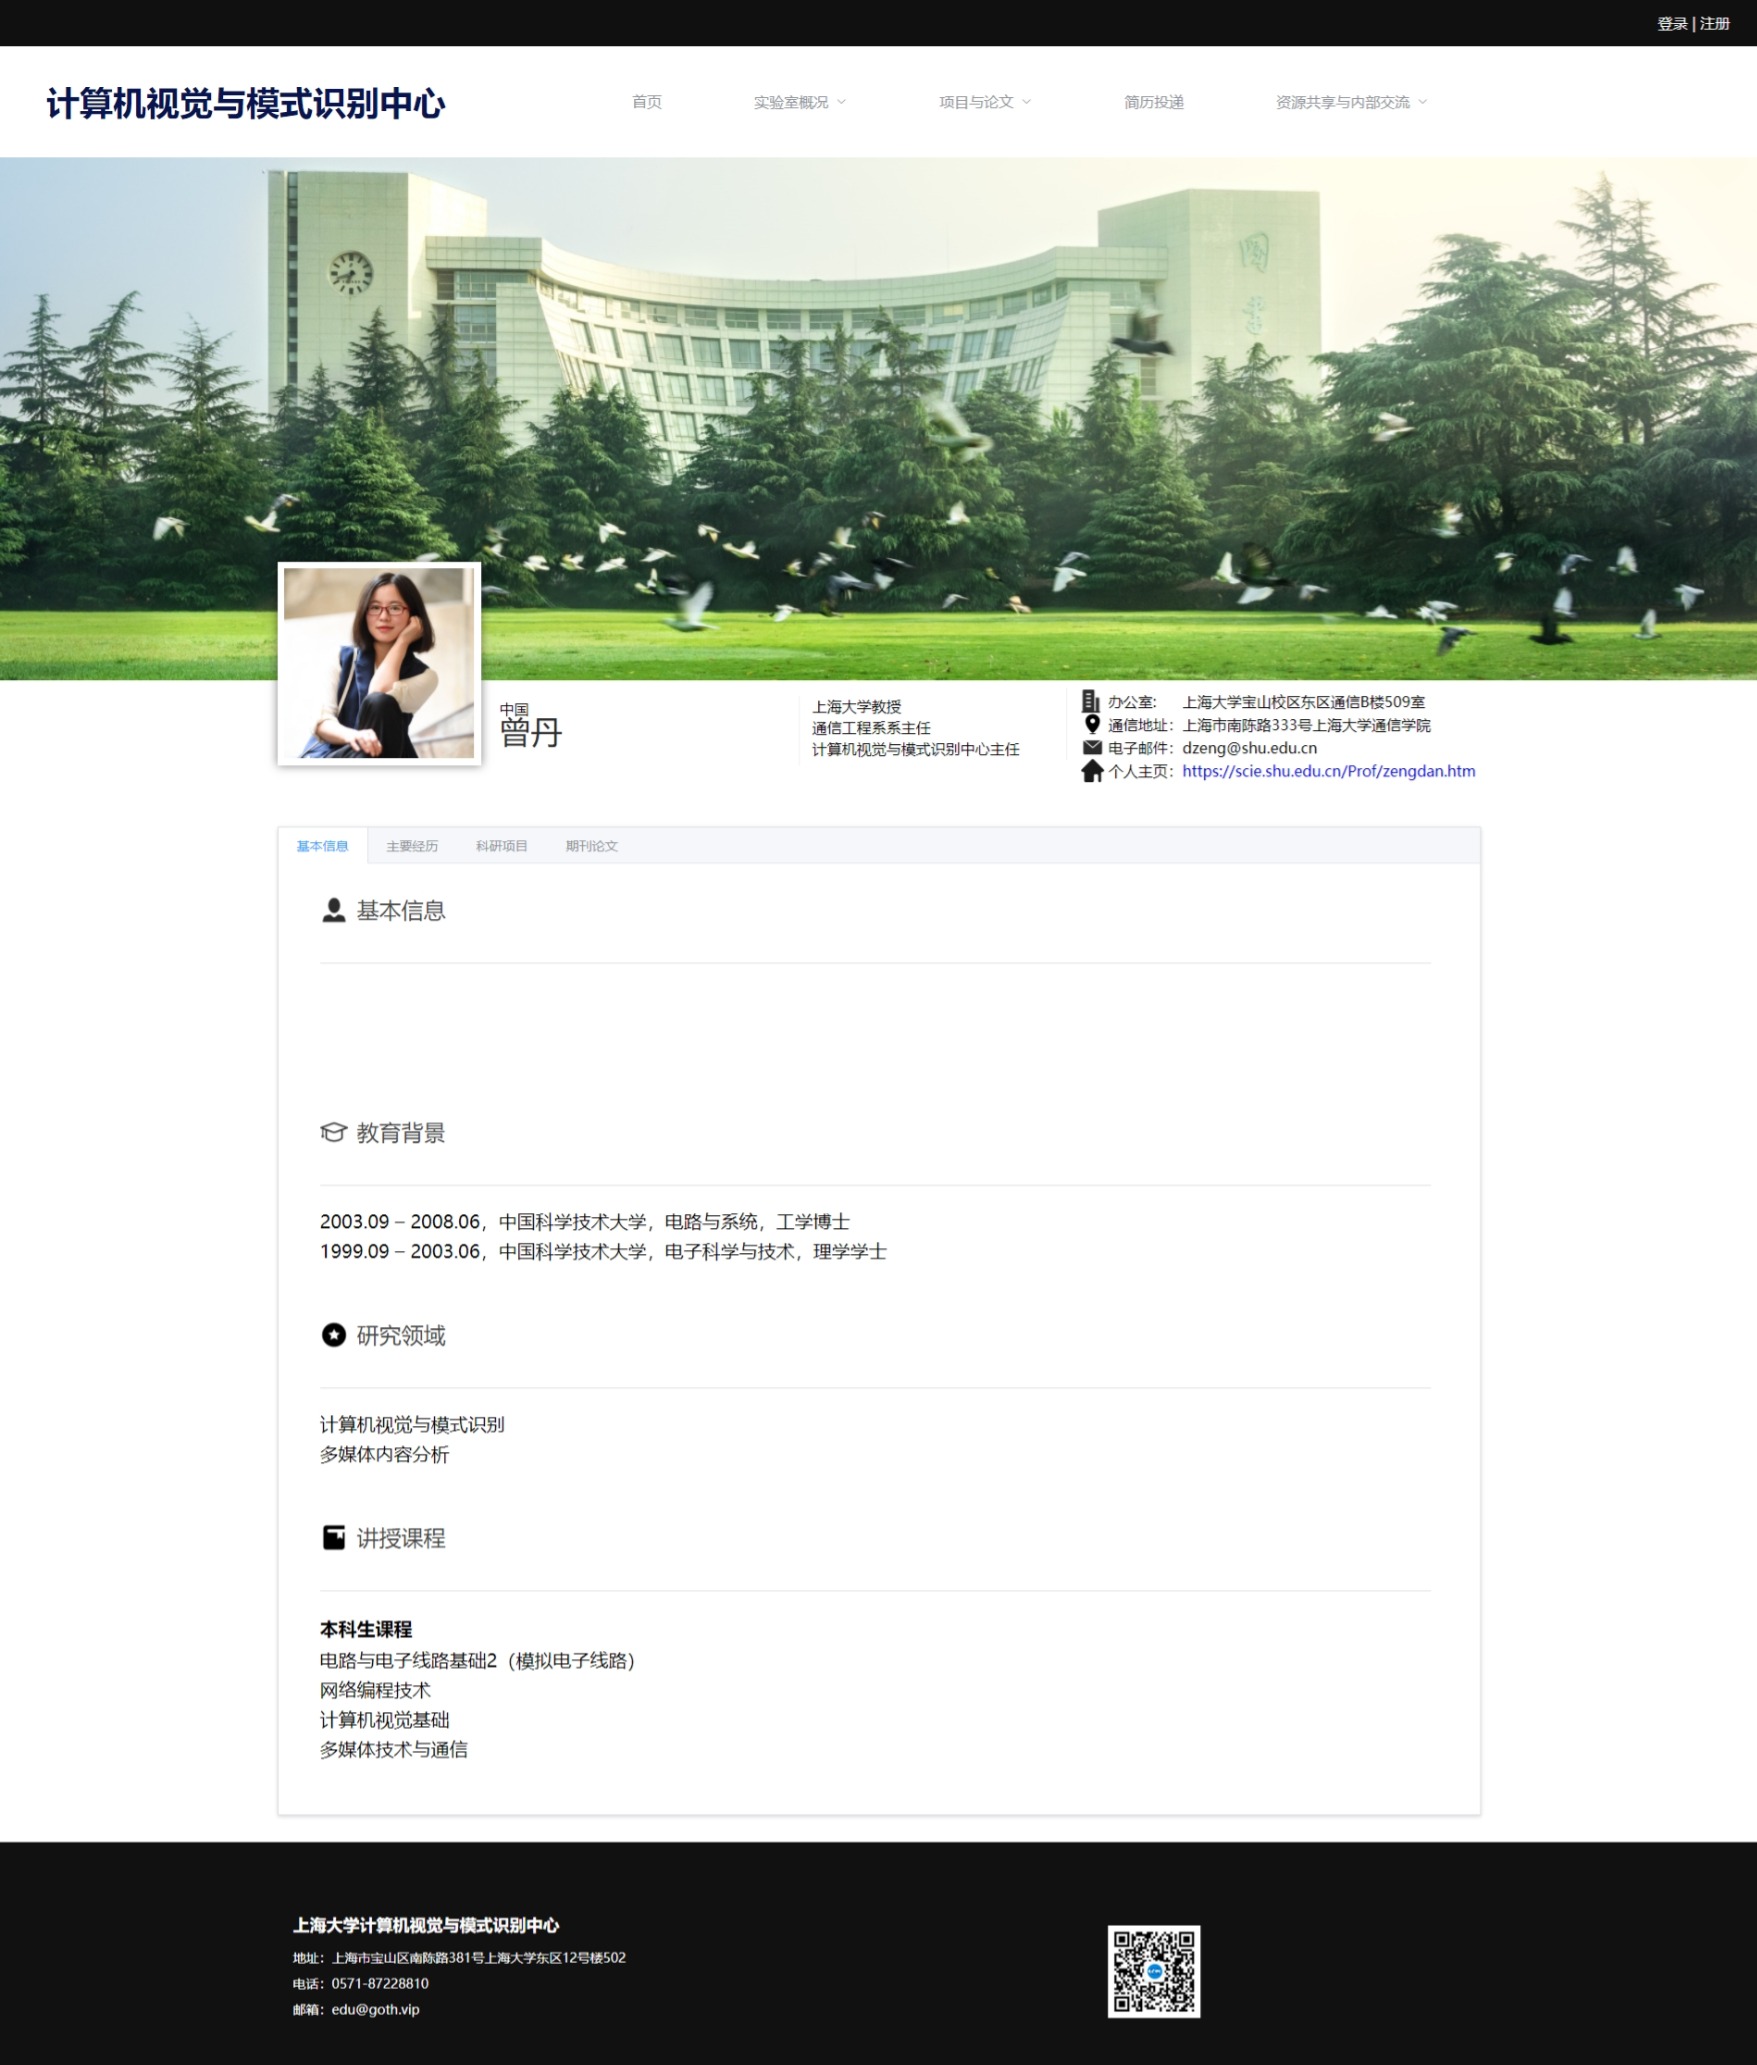 登录 | 注册
计算机视觉与模式识别中心
首页 实验室概况 项目与论文 简历投递 资源共享与内部交流
图
书
中国
曾丹
上海大学教授
通信工程系系主任
计算机视觉与模式识别中心主任
办公室: 上海大学宝山校区东区通信B楼509室
通信地址: 上海市南陈路333号上海大学通信学院
电子邮件: dzeng@shu.edu.cn
个人主页: https://scie.shu.edu.cn/Prof/zengdan.htm
基本信息 主要经历 科研项目 期刊论文
基本信息
教育背景
2003.09 – 2008.06，中国科学技术大学，电路与系统，工学博士
1999.09 – 2003.06，中国科学技术大学，电子科学与技术，理学学士
研究领域
计算机视觉与模式识别
多媒体内容分析
讲授课程
本科生课程
电路与电子线路基础2（模拟电子线路）
网络编程技术
计算机视觉基础
多媒体技术与通信
上海大学计算机视觉与模式识别中心
地址：上海市宝山区南陈路381号上海大学东区12号楼502
电话：0571-87228810
邮箱：edu@goth.vip